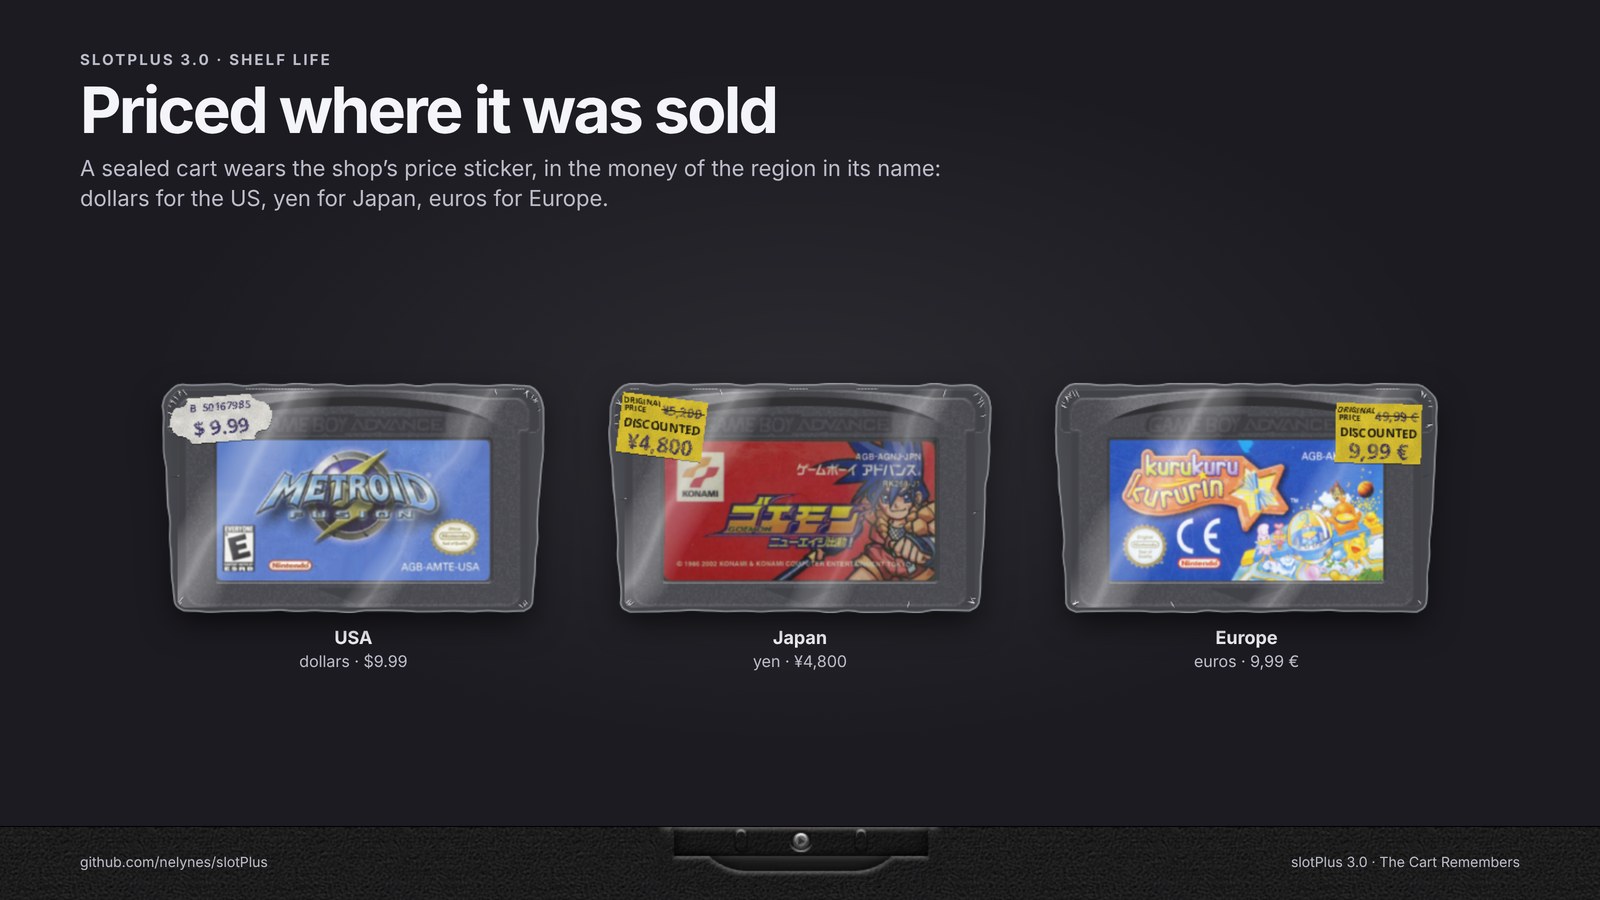 SLOTPLUS 3.0 · SHELF LIFE
Priced where it was sold
A sealed cart wears the shop’s price sticker, in the money of the region in its name:
dollars for the US, yen for Japan, euros for Europe.
B 50167985
$ 9.99
GAME BOY ADVANCE
METROID
FUSION
EVERYONE
E
ESRB
Nintendo
AGB-AMTE-USA
USA
dollars · $9.99
ORIGINAL
PRICE ¥5,200
DISCOUNTED
¥4,800
GAME BOY ADVANCE
KONAMI
AGB-AGNJ-JPN
ゲームボーイ アドバンス
ゴエモン
GOEMON
ニューエイジ出動!
Japan
yen · ¥4,800
GAME BOY ADVANCE
ORIGINAL
PRICE 49,99 €
DISCOUNTED
9,99 €
kurukuru
kururin
TM
CE
Nintendo
Europe
euros · 9,99 €
github.com/nelynes/slotPlus
slotPlus 3.0 · The Cart Remembers